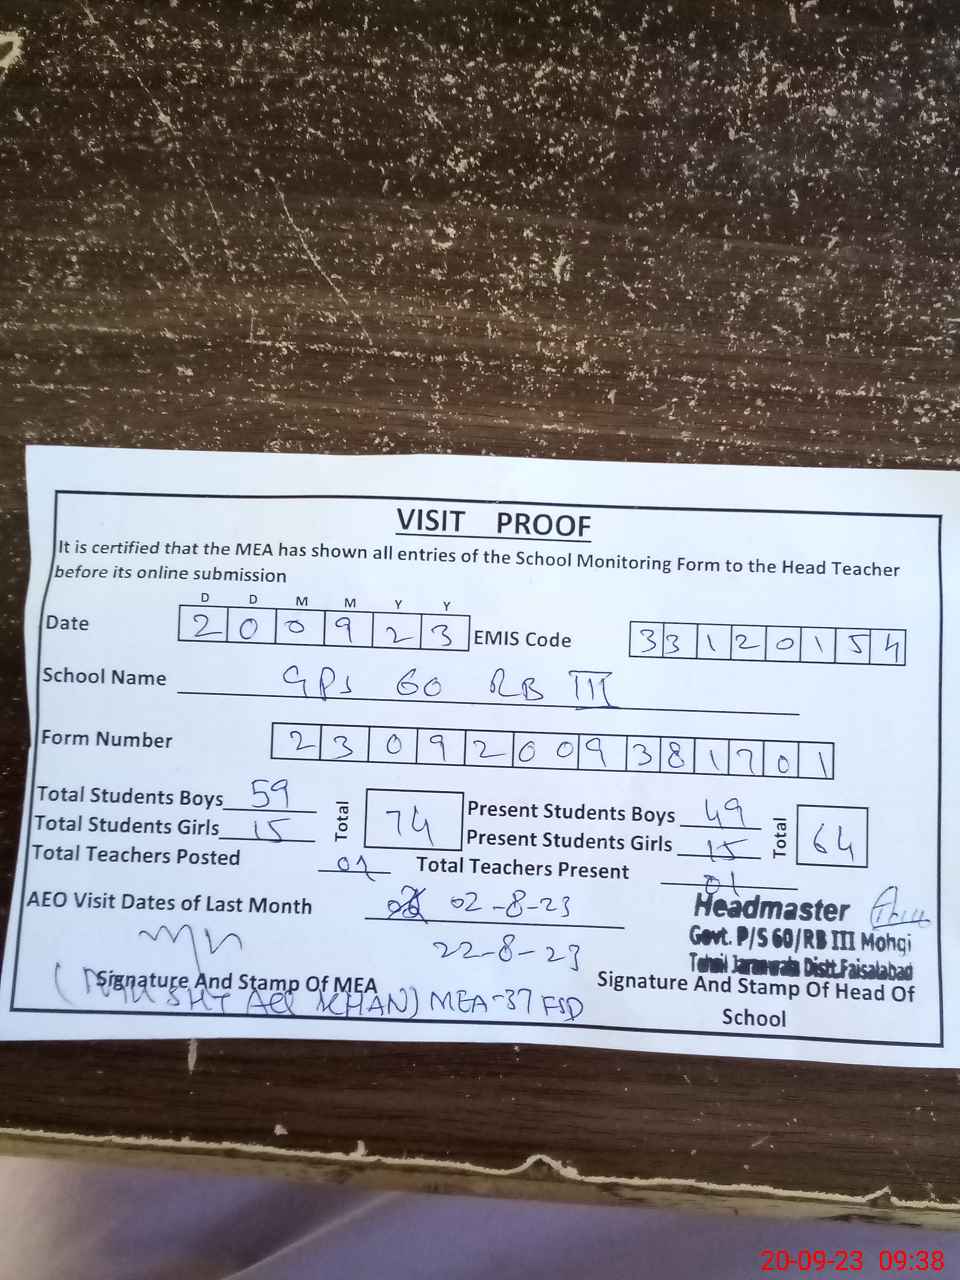 VISIT PROOF
It is certified that the MEA has shown all entries of the School Monitoring Form to the Head Teacher
before its online submission
D D M M Y Y
Date 2 0 0 9 2 3 EMIS Code 3 3 1 2 0 1 5 4
School Name GPS 60 RB III
Form Number 2 3 0 9 2 0 0 9 3 8 1 7 0 1
Total Students Boys 59 Total 74 Present Students Boys 49 Total 64
Total Students Girls 15 Present Students Girls 15
Total Teachers Posted 01 Total Teachers Present 01
AEO Visit Dates of Last Month 02-8-23
22-8-23
Headmaster
Govt. P/S 60/RB III Mohgi
Tehsil Jaranwala Distt. Faisalabad
Signature And Stamp Of MEA
ALI KHAN) MEA-37 FSD
Signature And Stamp Of Head Of
School
20-09-23 09:38